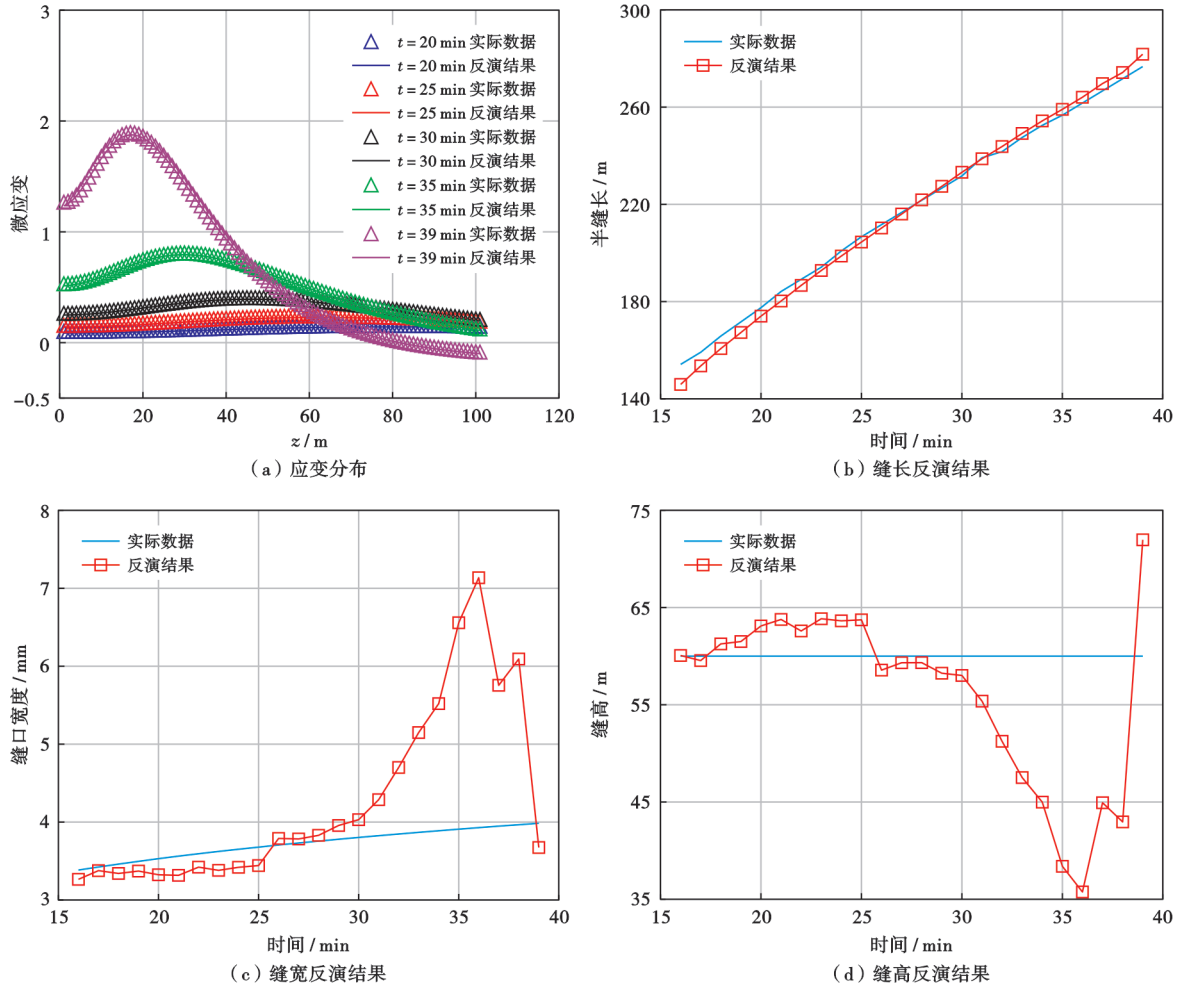 3
2
1
0
−0.5
微应变
t = 20 min 实际数据
t = 20 min 反演结果
t = 25 min 实际数据
t = 25 min 反演结果
t = 30 min 实际数据
t = 30 min 反演结果
t = 35 min 实际数据
t = 35 min 反演结果
t = 39 min 实际数据
t = 39 min 反演结果
0 20 40 60 80 100 120
z / m
（a）应变分布
300
260
220
180
140
半缝长 / m
实际数据
反演结果
15 20 25 30 35 40
时间 / min
（b）缝长反演结果
8
7
6
5
4
3
缝口宽度 / mm
实际数据
反演结果
15 20 25 30 35 40
时间 / min
（c）缝宽反演结果
75
65
55
45
35
缝高 / m
实际数据
反演结果
15 20 25 30 35 40
时间 / min
（d）缝高反演结果